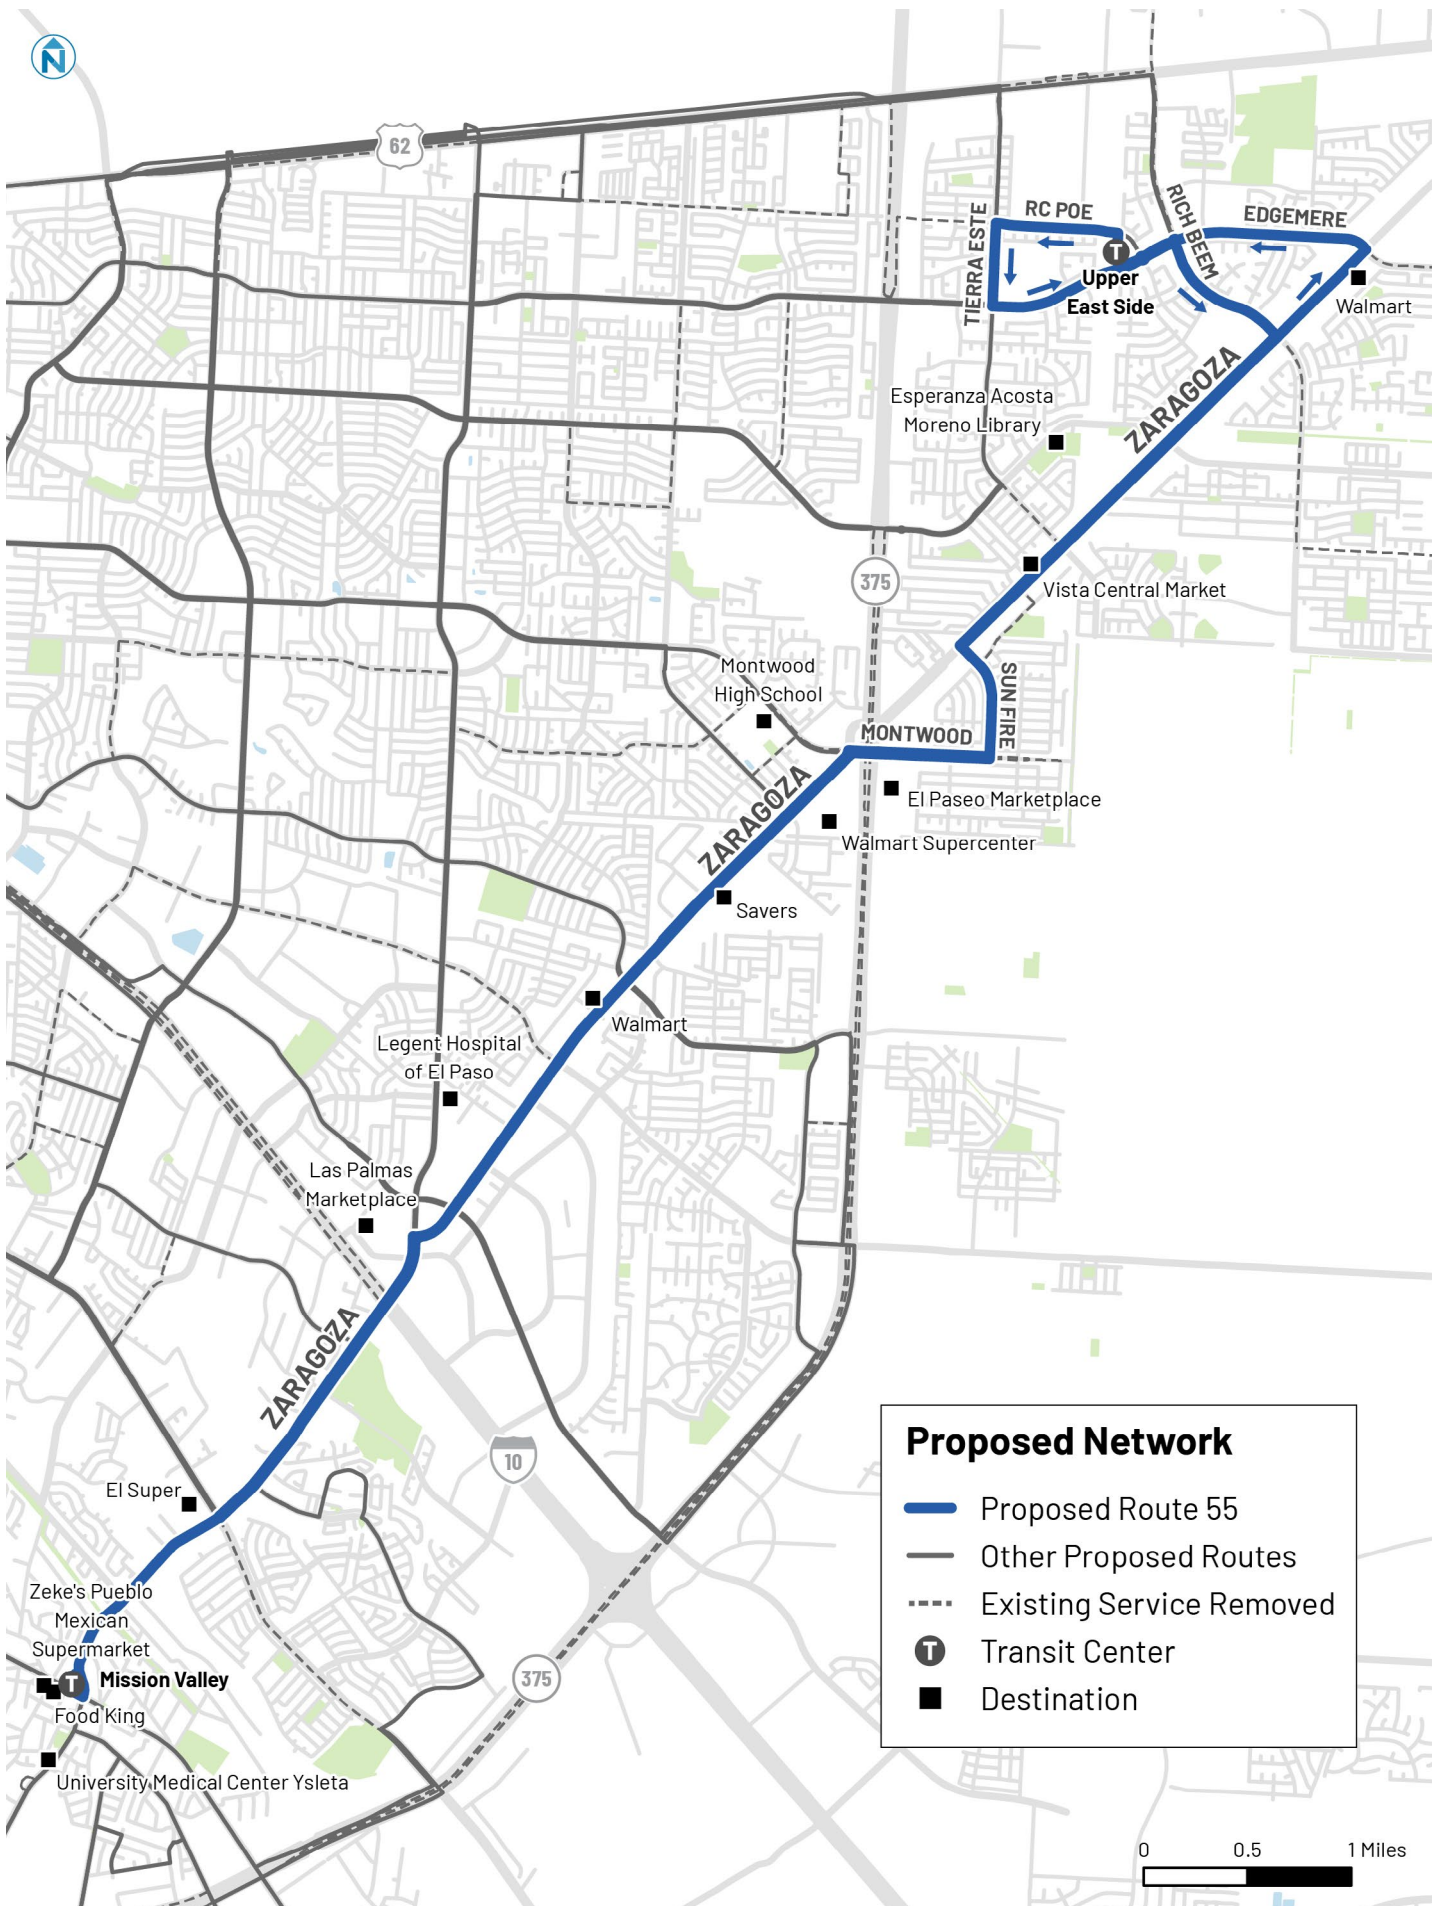 N
62
RC POE
TIERRA ESTE
RICH BEEM
EDGEMERE
T
Upper
East Side
Walmart
Esperanza Acosta
Moreno Library
ZARAGOZA
375
Vista Central Market
Montwood
High School
SUN FIRE
MONTWOOD
El Paseo Marketplace
ZARAGOZA
Walmart Supercenter
Savers
Walmart
Legent Hospital
of El Paso
Las Palmas
Marketplace
ZARAGOZA
10
El Super
Zeke's Pueblo
Mexican
Supermarket
T
Mission Valley
Food King
375
University Medical Center Ysleta
Proposed Network
Proposed Route 55
Other Proposed Routes
Existing Service Removed
T Transit Center
Destination
0 0.5 1 Miles